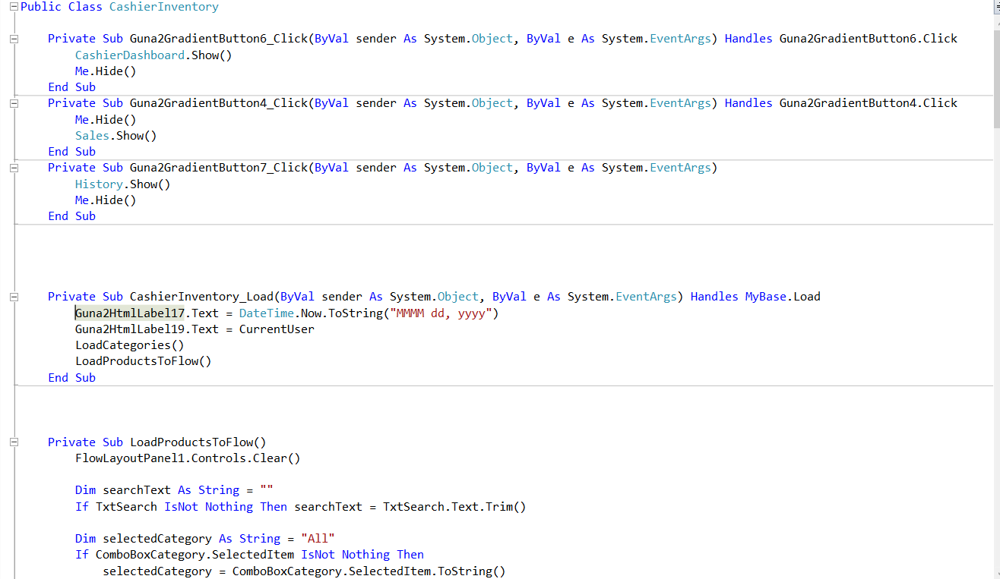 Public Class CashierInventory
Private Sub Guna2GradientButton6_Click(ByVal sender As System.Object, ByVal e As System.EventArgs) Handles Guna2GradientButton6.Click
CashierDashboard.Show()
Me.Hide()
End Sub
Private Sub Guna2GradientButton4_Click(ByVal sender As System.Object, ByVal e As System.EventArgs) Handles Guna2GradientButton4.Click
Me.Hide()
Sales.Show()
End Sub
Private Sub Guna2GradientButton7_Click(ByVal sender As System.Object, ByVal e As System.EventArgs)
History.Show()
Me.Hide()
End Sub
Private Sub CashierInventory_Load(ByVal sender As System.Object, ByVal e As System.EventArgs) Handles MyBase.Load
Guna2HtmlLabel17.Text = DateTime.Now.ToString("MMMM dd, yyyy")
Guna2HtmlLabel19.Text = CurrentUser
LoadCategories()
LoadProductsToFlow()
End Sub
Private Sub LoadProductsToFlow()
FlowLayoutPanel1.Controls.Clear()
Dim searchText As String = ""
If TxtSearch IsNot Nothing Then searchText = TxtSearch.Text.Trim()
Dim selectedCategory As String = "All"
If ComboBoxCategory.SelectedItem IsNot Nothing Then
selectedCategory = ComboBoxCategory.SelectedItem.ToString()